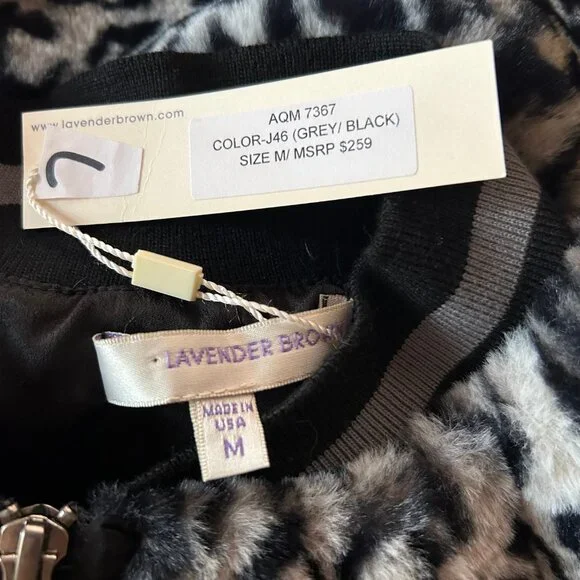 www.lavenderbrown.com
AQM 7367
COLOR-J46 (GREY/ BLACK)
SIZE M/ MSRP $259
LAVENDER BROWN
MADE IN
USA
M